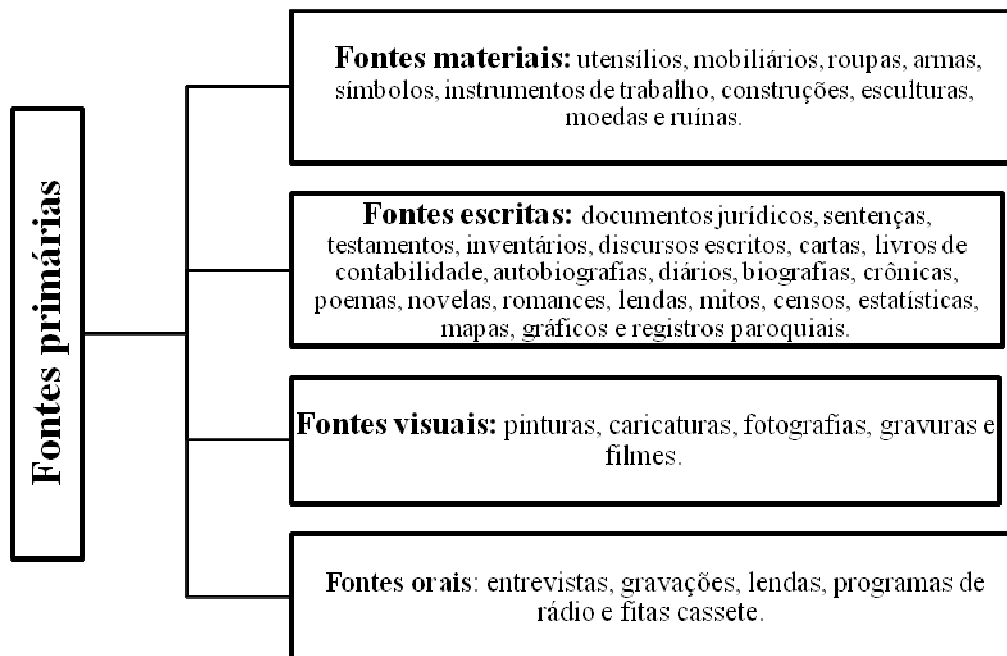 Fontes primárias
Fontes materiais: utensílios, mobiliários, roupas, armas,
símbolos, instrumentos de trabalho, construções, esculturas,
moedas e ruínas.
Fontes escritas: documentos jurídicos, sentenças,
testamentos, inventários, discursos escritos, cartas, livros de
contabilidade, autobiografias, diários, biografias, crônicas,
poemas, novelas, romances, lendas, mitos, censos, estatísticas,
mapas, gráficos e registros paroquiais.
Fontes visuais: pinturas, caricaturas, fotografias, gravuras e
filmes.
Fontes orais: entrevistas, gravações, lendas, programas de
rádio e fitas cassete.